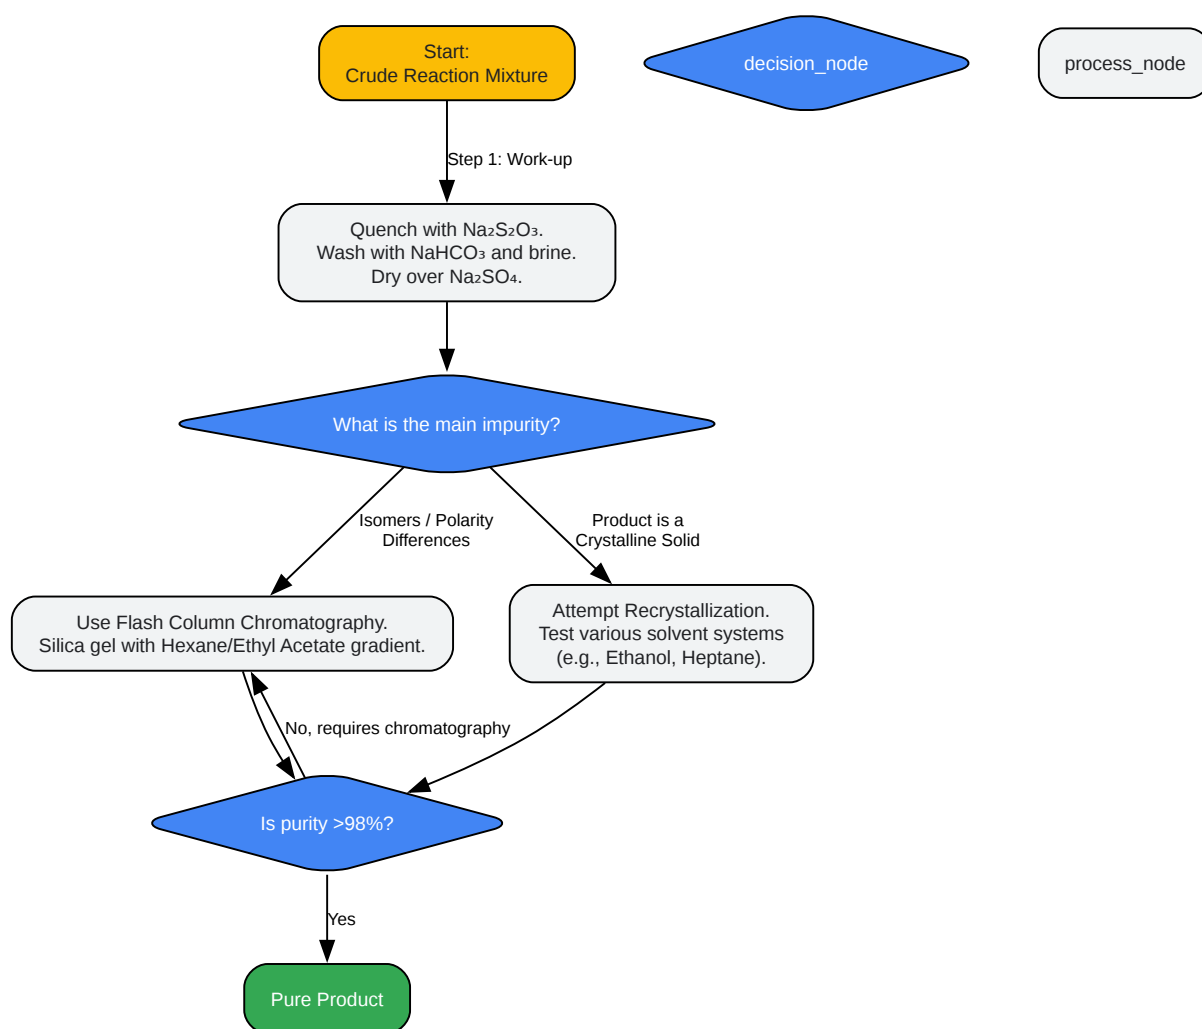 Start:
Crude Reaction Mixture
decision_node
process_node
Step 1: Work-up
Quench with Na₂S₂O₃.
Wash with NaHCO₃ and brine.
Dry over Na₂SO₄.
What is the main impurity?
Isomers / Polarity
Differences
Product is a
Crystalline Solid
Use Flash Column Chromatography.
Silica gel with Hexane/Ethyl Acetate gradient.
Attempt Recrystallization.
Test various solvent systems
(e.g., Ethanol, Heptane).
No, requires chromatography
Is purity >98%?
Yes
Pure Product